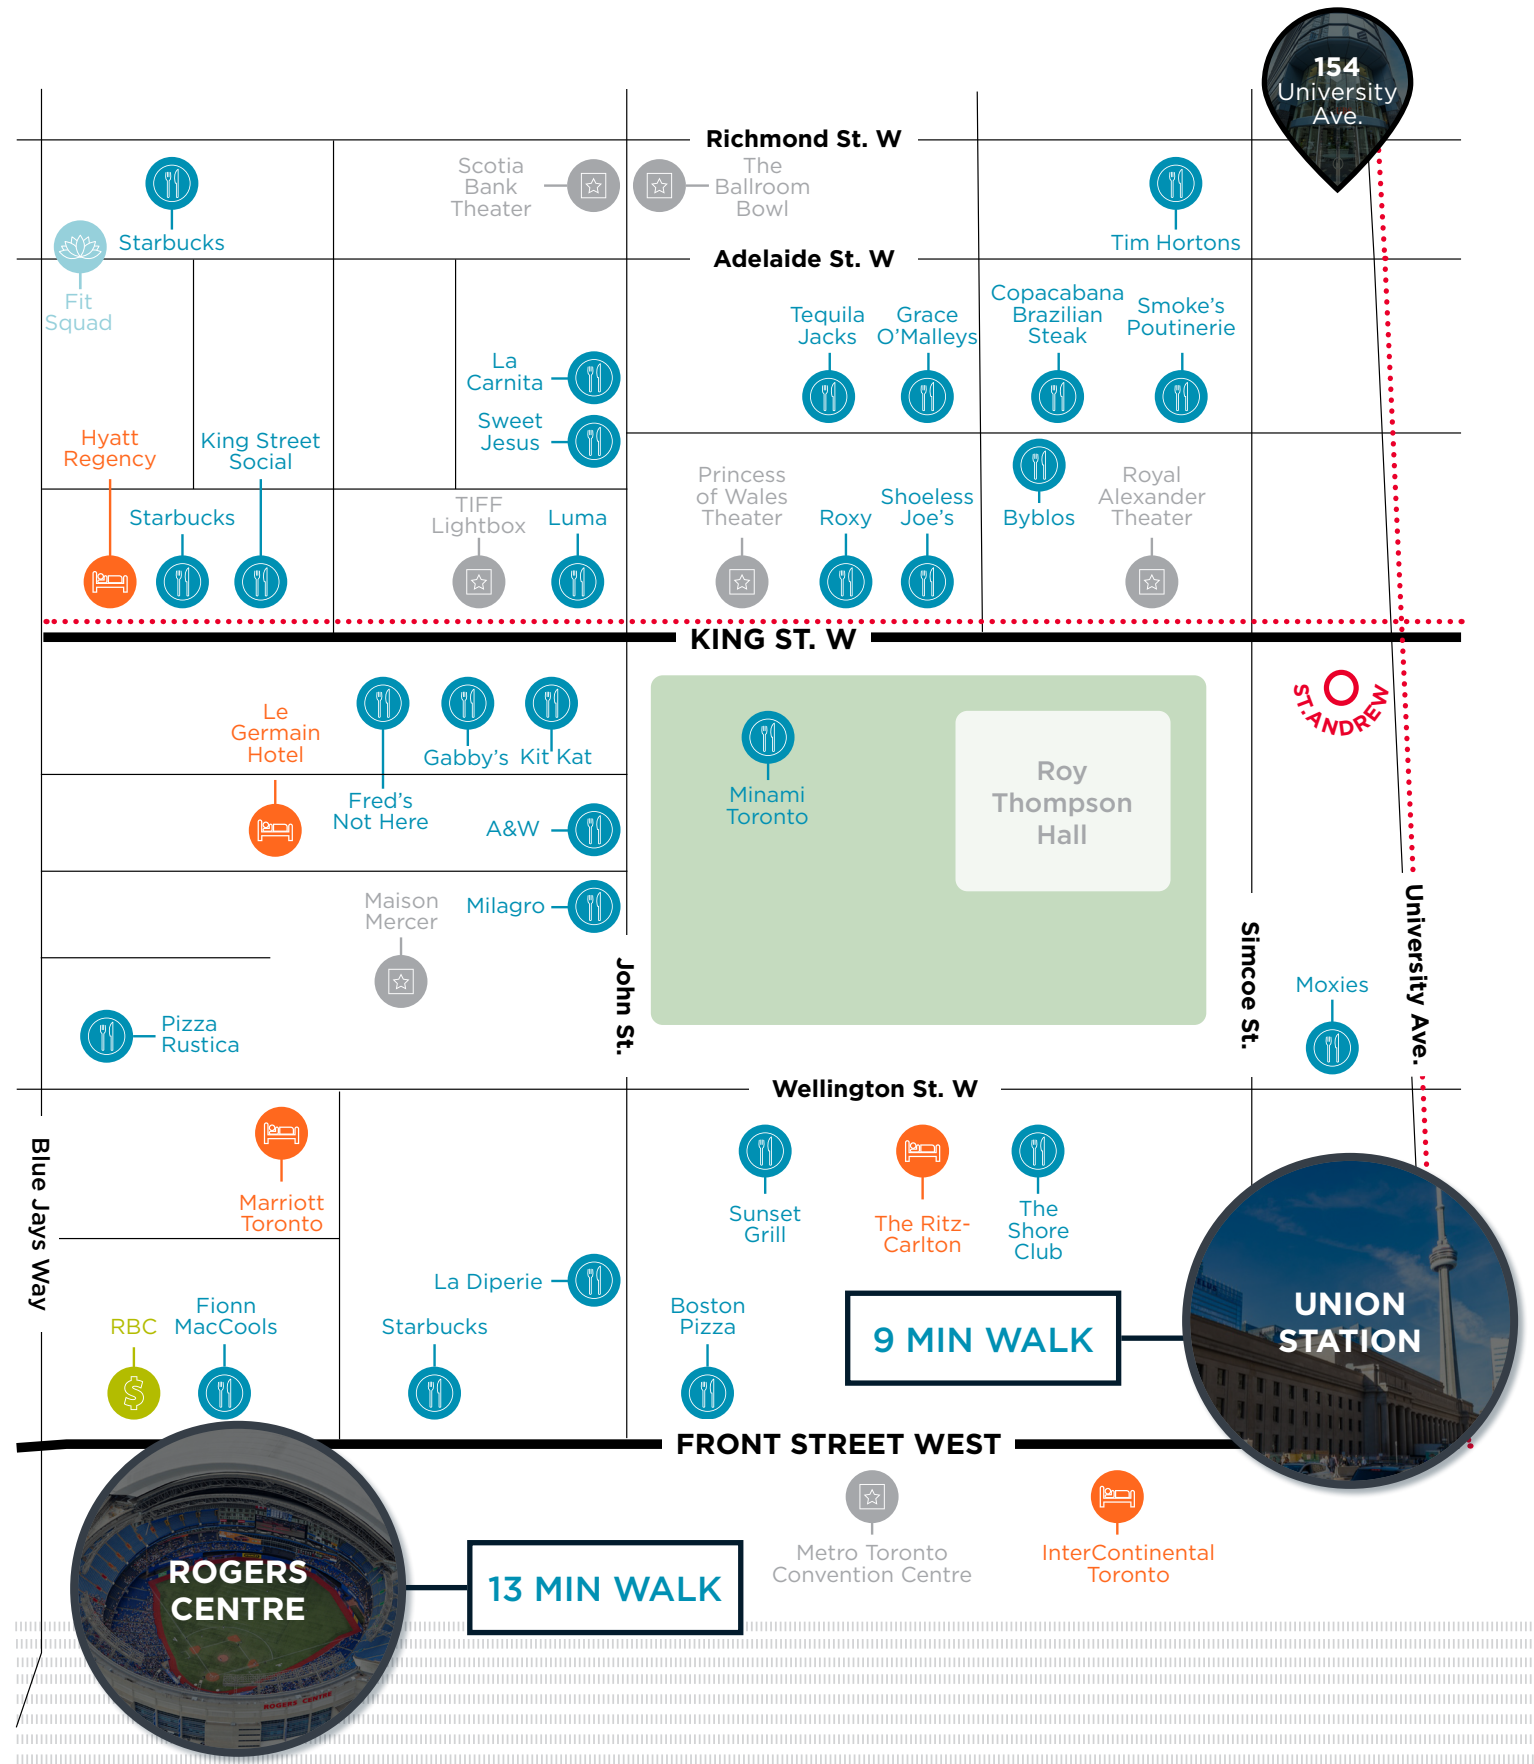 154
University
Ave.
Richmond St. W
Scotia
Bank
Theater
The
Ballroom
Bowl
Starbucks
Tim Hortons
Adelaide St. W
Fit
Squad
Copacabana
Brazilian
Steak
Smoke's
Poutinerie
Tequila
Jacks
Grace
O'Malleys
La
Carnita
Sweet
Jesus
Hyatt
Regency
King Street
Social
Starbucks
TIFF
Lightbox
Luma
Princess
of Wales
Theater
Roxy
Shoeless
Joe's
Byblos
Royal
Alexander
Theater
KING ST. W
ST. ANDREW
Le
Germain
Hotel
Gabby's
Kit Kat
Fred's
Not Here
A&W
Minami
Toronto
Roy
Thompson
Hall
Maison
Mercer
Milagro
John St.
Simcoe St.
University Ave.
Moxies
Pizza
Rustica
Wellington St. W
Blue Jays Way
Marriott
Toronto
Sunset
Grill
The Ritz-
Carlton
The
Shore
Club
La Diperie
RBC
Fionn
MacCools
Starbucks
Boston
Pizza
9 MIN WALK
UNION
STATION
FRONT STREET WEST
Metro Toronto
Convention Centre
InterContinental
Toronto
ROGERS
CENTRE
13 MIN WALK
ROGERS CENTRE